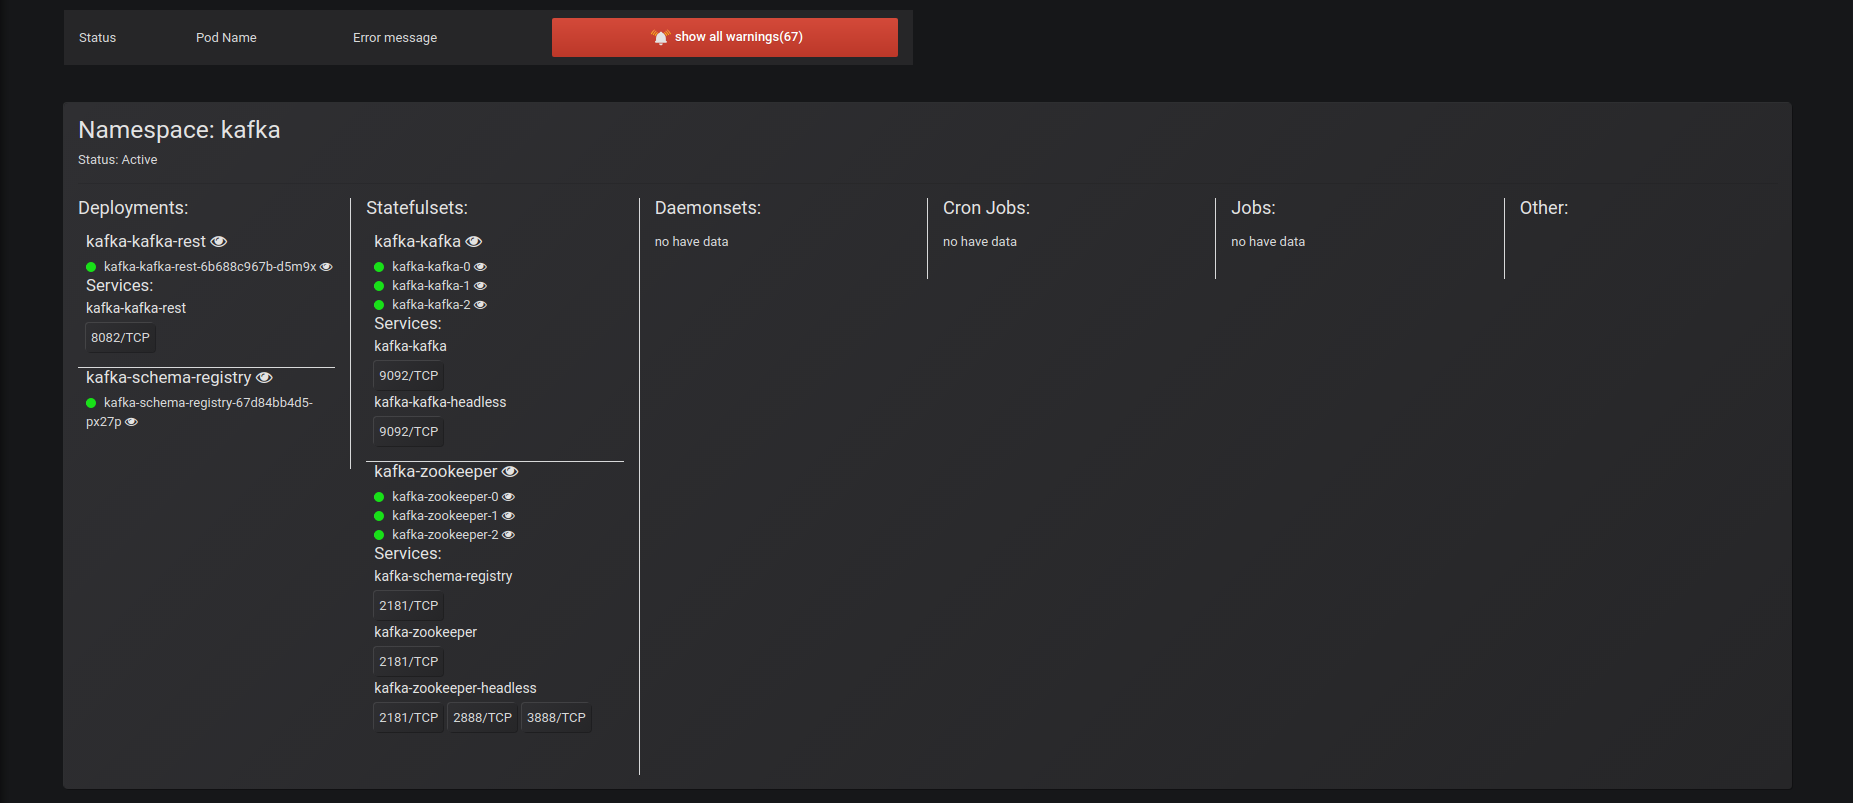 Status
Pod Name
Error message
show all warnings(67)
Namespace: kafka
Status: Active
Deployments:
kafka-kafka-rest
kafka-kafka-rest-6b688c967b-d5m9x
Services:
kafka-kafka-rest
8082/TCP
kafka-schema-registry
kafka-schema-registry-67d84bb4d5-
px27p
Statefulsets:
kafka-kafka
kafka-kafka-0
kafka-kafka-1
kafka-kafka-2
Services:
kafka-kafka
9092/TCP
kafka-kafka-headless
9092/TCP
kafka-zookeeper
kafka-zookeeper-0
kafka-zookeeper-1
kafka-zookeeper-2
Services:
kafka-schema-registry
2181/TCP
kafka-zookeeper
2181/TCP
kafka-zookeeper-headless
2181/TCP 2888/TCP 3888/TCP
Daemonsets:
no have data
Cron Jobs:
no have data
Jobs:
no have data
Other: